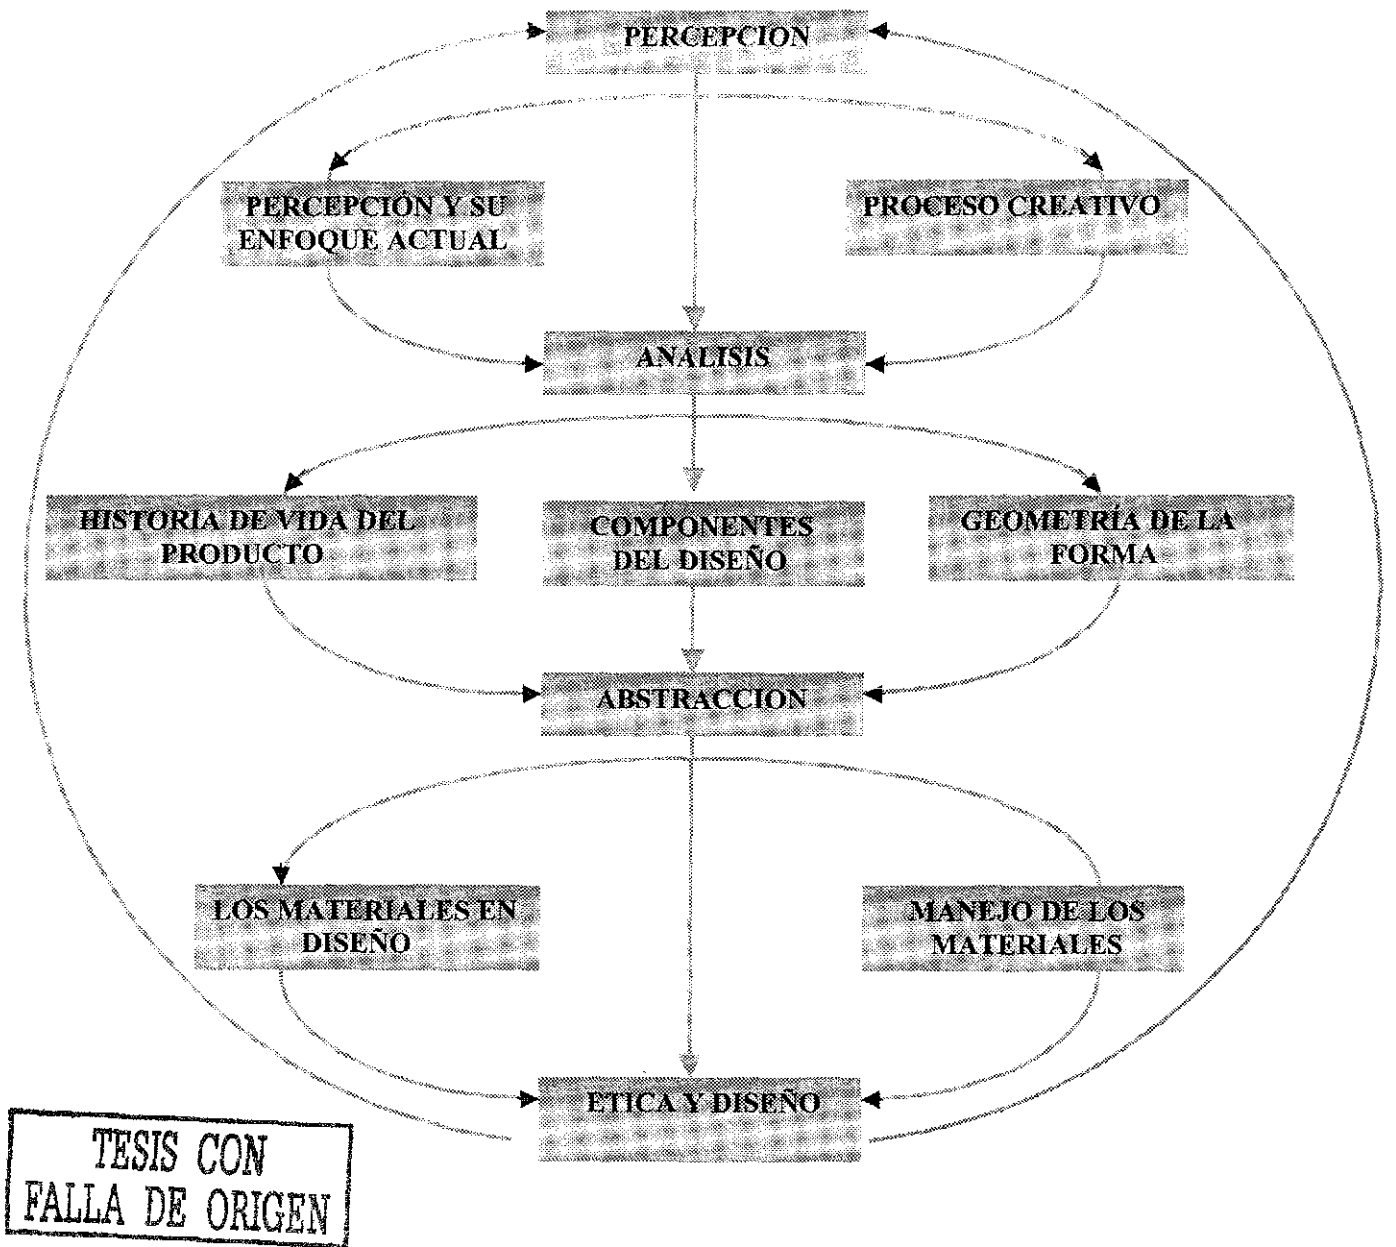 PERCEPCION
PERCEPCIÓN Y SU
ENFOQUE ACTUAL
PROCESO CREATIVO
ANALISIS
HISTORIA DE VIDA DEL
PRODUCTO
COMPONENTES
DEL DISEÑO
GEOMETRÍA DE LA
FORMA
ABSTRACCION
LOS MATERIALES EN
DISEÑO
MANEJO DE LOS
MATERIALES
ETICA Y DISEÑO
TESIS CON
FALLA DE ORIGEN